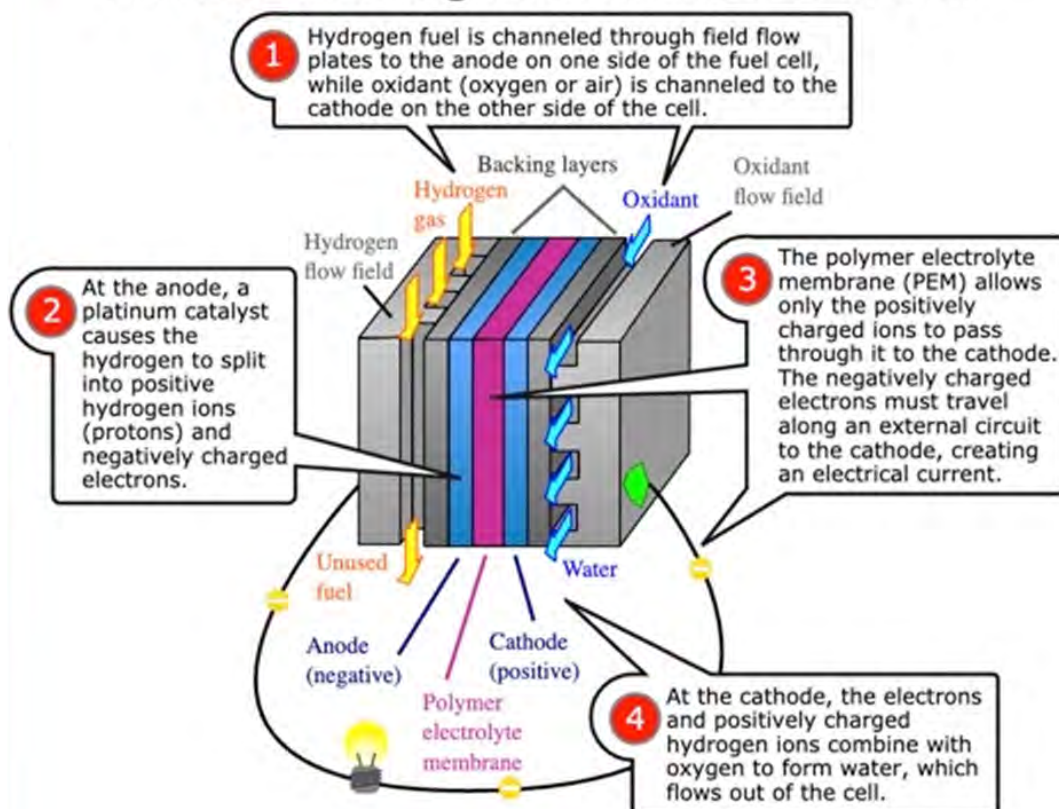 1
Hydrogen fuel is channeled through field flow
plates to the anode on one side of the fuel cell,
while oxidant (oxygen or air) is channeled to the
cathode on the other side of the cell.
Backing layers
Hydrogen
gas
Oxidant
Oxidant
flow field
Hydrogen
flow field
2
At the anode, a
platinum catalyst
causes the
hydrogen to split
into positive
hydrogen ions
(protons) and
negatively charged
electrons.
3
The polymer electrolyte
membrane (PEM) allows
only the positively
charged ions to pass
through it to the cathode.
The negatively charged
electrons must travel
along an external circuit
to the cathode, creating
an electrical current.
Unused
fuel
Water
Anode
(negative)
Cathode
(positive)
Polymer
electrolyte
membrane
4
At the cathode, the electrons
and positively charged
hydrogen ions combine with
oxygen to form water, which
flows out of the cell.